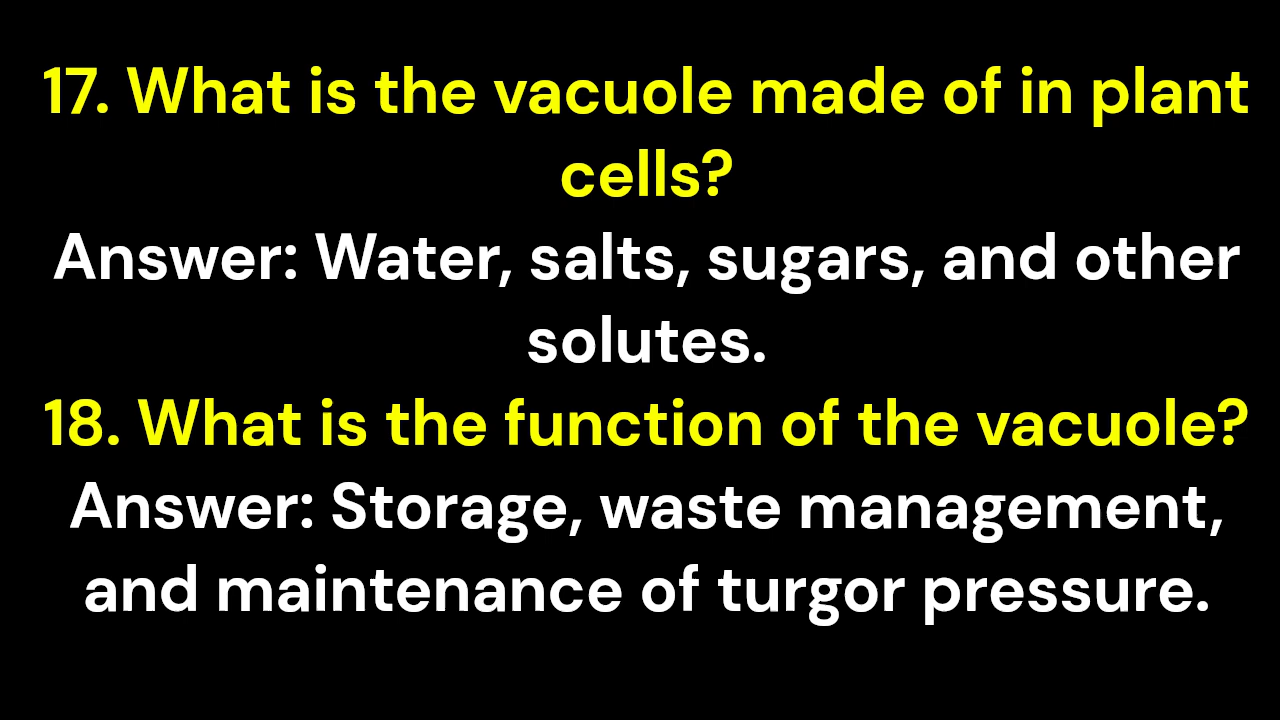 17. What is the vacuole made of in plant
cells?
Answer: Water, salts, sugars, and other
solutes.
18. What is the function of the vacuole?
Answer: Storage, waste management,
and maintenance of turgor pressure.